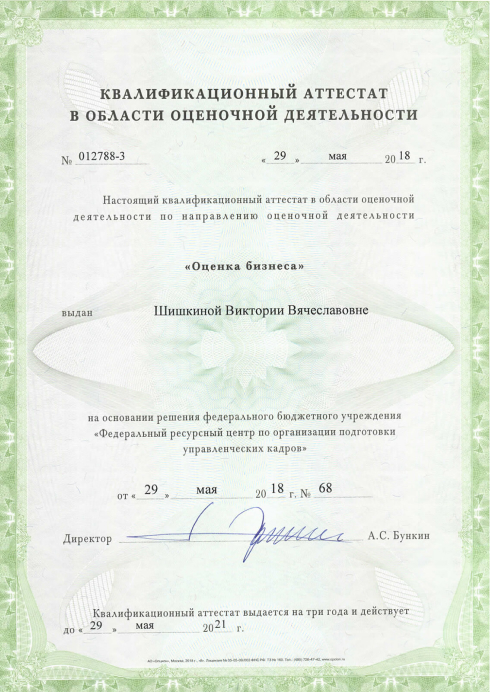 КВАЛИФИКАЦИОННЫЙ АТТЕСТАТ
В ОБЛАСТИ ОЦЕНОЧНОЙ ДЕЯТЕЛЬНОСТИ
№ 012788-3 « 29 » мая 20 18 г.
Настоящий квалификационный аттестат в области оценочной
деятельности по направлению оценочной деятельности
«Оценка бизнеса»
выдан Шишкиной Виктории Вячеславовне
на основании решения федерального бюджетного учреждения
«Федеральный ресурсный центр по организации подготовки
управленческих кадров»
от « 29 » мая 20 18 г. № 68
Директор А.С. Бункин
Квалификационный аттестат выдается на три года и действует
до « 29 » мая 20 21 г.